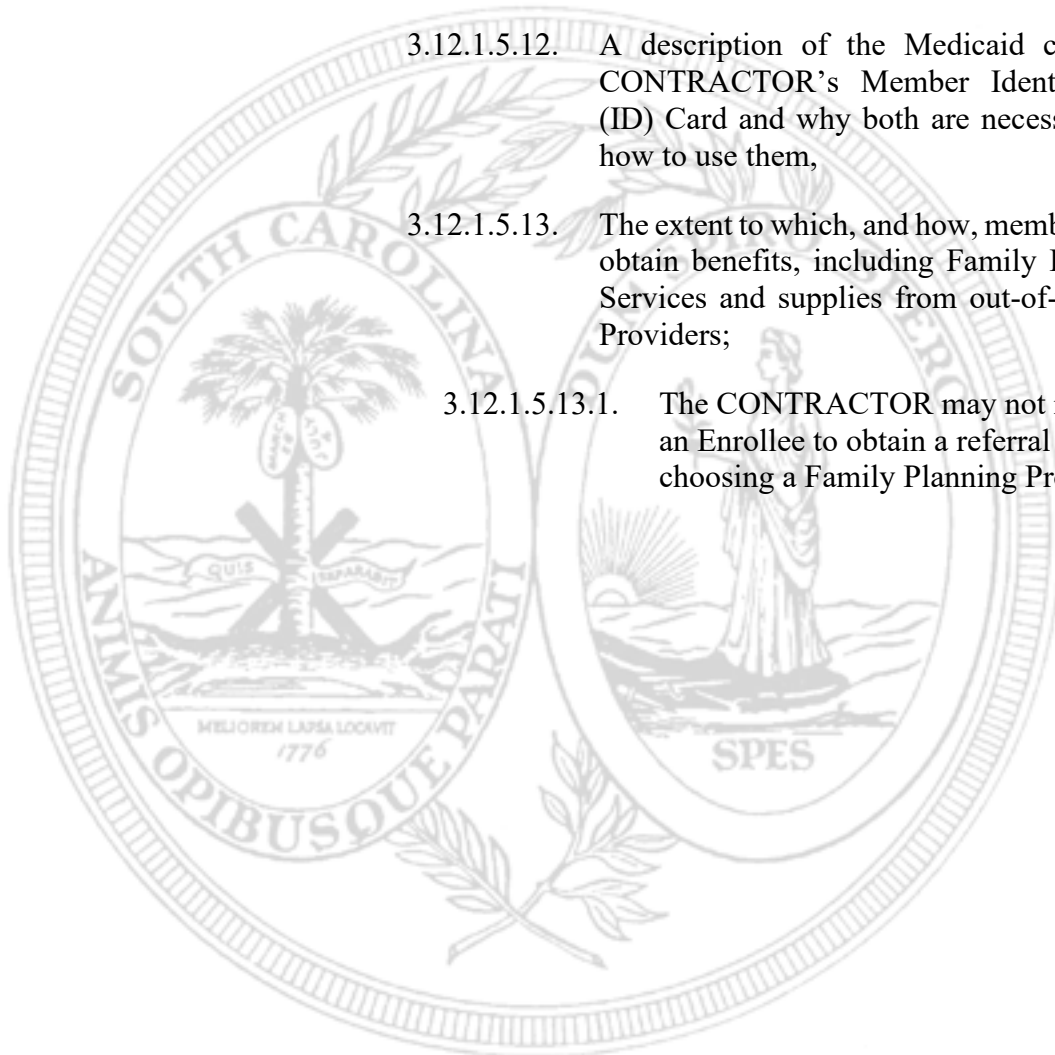 3.12.1.5.12. A description of the Medicaid c
CONTRACTOR's Member Ident
(ID) Card and why both are necess
how to use them,
3.12.1.5.13. The extent to which, and how, memb
obtain benefits, including Family
Services and supplies from out-of-
Providers;
3.12.1.5.13.1. The CONTRACTOR may not
an Enrollee to obtain a referral
choosing a Family Planning Pr
SOUTH CAROLINA
DUM SPIRO SPERO
QUIS SEPARABIT
MELIOREM LAPSA LOCAVIT
1776
ANIMIS OPIBUSQUE PARATI
SPES